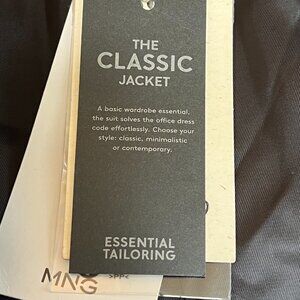 THE
CLASSIC
JACKET
A basic wardrobe essential,
the suit solves the office dress
code effortlessly. Choose your
style: classic, minimalistic
or contemporary.
ESSENTIAL
TAILORING
MNG